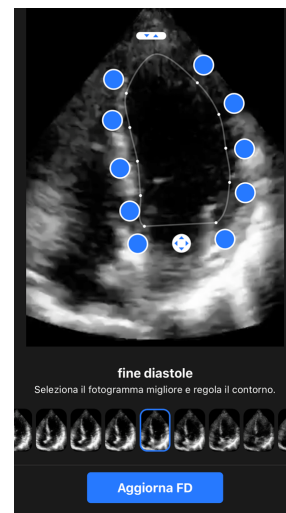 fine diastole
Seleziona il fotogramma migliore e regola il contorno.
Aggiorna FD